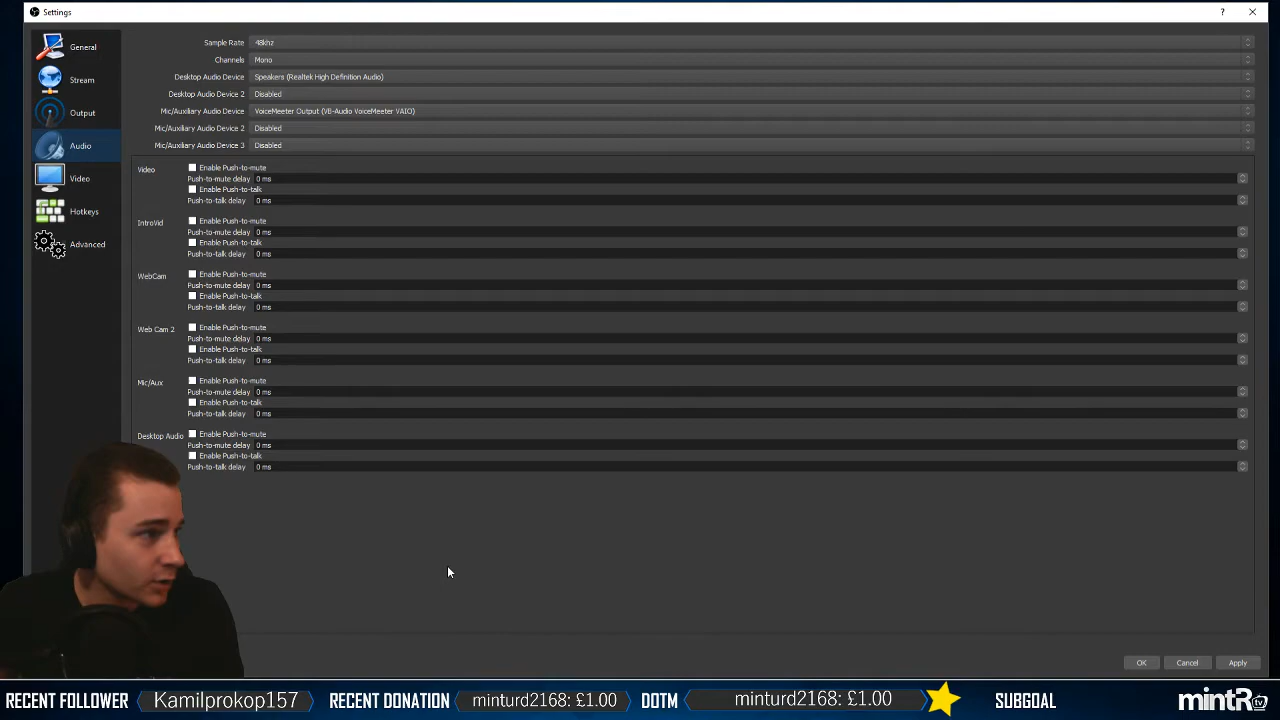 Settings
?
General
Stream
Output
Audio
Video
Hotkeys
Advanced
Sample Rate 48khz
Channels Mono
Desktop Audio Device Speakers (Realtek High Definition Audio)
Desktop Audio Device 2 Disabled
Mic/Auxiliary Audio Device VoiceMeeter Output (VB-Audio VoiceMeeter VAIO)
Mic/Auxiliary Audio Device 2 Disabled
Mic/Auxiliary Audio Device 3 Disabled
Video Enable Push-to-mute
Push-to-mute delay 0 ms
Enable Push-to-talk
Push-to-talk delay 0 ms
IntroVid Enable Push-to-mute
Push-to-mute delay 0 ms
Enable Push-to-talk
Push-to-talk delay 0 ms
WebCam Enable Push-to-mute
Push-to-mute delay 0 ms
Enable Push-to-talk
Push-to-talk delay 0 ms
Web Cam 2 Enable Push-to-mute
Push-to-mute delay 0 ms
Enable Push-to-talk
Push-to-talk delay 0 ms
Mic/Aux Enable Push-to-mute
Push-to-mute delay 0 ms
Enable Push-to-talk
Push-to-talk delay 0 ms
Desktop Audio Enable Push-to-mute
Push-to-mute delay 0 ms
Enable Push-to-talk
Push-to-talk delay 0 ms
OK Cancel Apply
RECENT FOLLOWER Kamilprokop157 RECENT DONATION minturd2168: £1.00 DOTM minturd2168: £1.00 SUBGOAL mintR tv